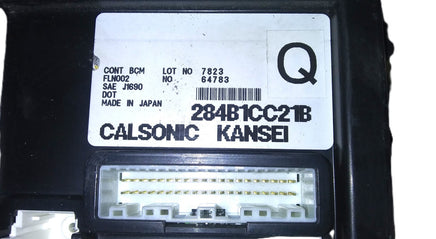 CONT BCM LOT NO 7823
FLN002 NO 64783
SAE J1690
DOT
MADE IN JAPAN
Q
284B1CC21B
CALSONIC KANSEI